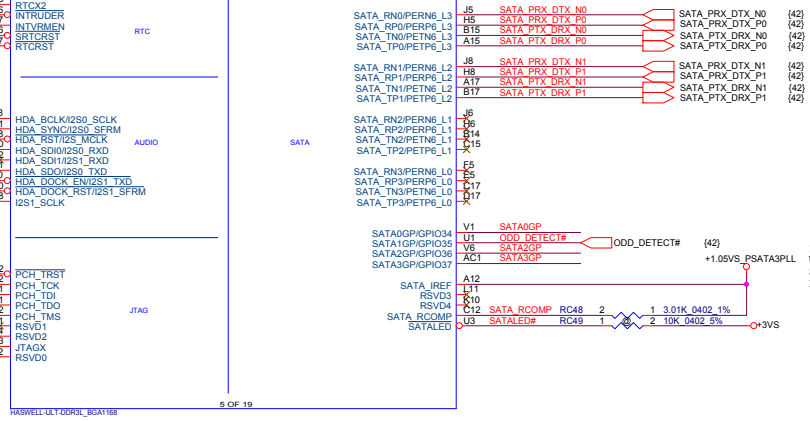 RTCX2
INTRUDER
INTVRMEN
SRTCRST
RTCRST
RTC
HDA_BCLK/I2S0_SCLK
HDA_SYNC/I2S0_SFRM
HDA_RST/I2S_MCLK
HDA_SDI0/I2S0_RXD
HDA_SDI1/I2S1_RXD
HDA_SDO/I2S0_TXD
HDA_DOCK_EN/I2S1_TXD
HDA_DOCK_RST/I2S1_SFRM
I2S1_SCLK
AUDIO
PCH_TRST
PCH_TCK
PCH_TDI
PCH_TDO
PCH_TMS
RSVD1
RSVD2
JTAGX
RSVD0
JTAG
SATA
SATA_RN0/PERN6_L3 J5 SATA_PRX_DTX_N0 SATA_PRX_DTX_N0 {42}
SATA_RP0/PERP6_L3 H5 SATA_PRX_DTX_P0 SATA_PRX_DTX_P0 {42}
SATA_TN0/PETN6_L3 B15 SATA_PTX_DRX_N0 SATA_PTX_DRX_N0 {42}
SATA_TP0/PETP6_L3 A15 SATA_PTX_DRX_P0 SATA_PTX_DRX_P0 {42}
SATA_RN1/PERN6_L2 J8 SATA_PRX_DTX_N1 SATA_PRX_DTX_N1 {42}
SATA_RP1/PERP6_L2 H8 SATA_PRX_DTX_P1 SATA_PRX_DTX_P1 {42}
SATA_TN1/PETN6_L2 A17 SATA_PTX_DRX_N1 SATA_PTX_DRX_N1 {42}
SATA_TP1/PETP6_L2 B17 SATA_PTX_DRX_P1 SATA_PTX_DRX_P1 {42}
SATA_RN2/PERN6_L1 J6
SATA_RP2/PERP6_L1 H6
SATA_TN2/PETN6_L1 B14
SATA_TP2/PETP6_L1 C15
SATA_RN3/PERN6_L0 F5
SATA_RP3/PERP6_L0 E5
SATA_TN3/PETN6_L0 C17
SATA_TP3/PETP6_L0 D17
SATA0GP/GPIO34 V1 SATA0GP
SATA1GP/GPIO35 U1 ODD_DETECT# ODD_DETECT# {42}
SATA2GP/GPIO36 V6 SATA2GP
SATA3GP/GPIO37 AC1 SATA3GP
+1.05VS_PSATA3PLL
SATA_IREF A12
RSVD3 L11
RSVD4 K10
SATA_RCOMP C12 SATA_RCOMP RC48 2 1 3.01K_0402_1%
SATALED U3 SATALED# RC49 1 @ 2 10K_0402_5% +3VS
5 OF 19
HASWELL-ULT-DDR3L_BGA1168